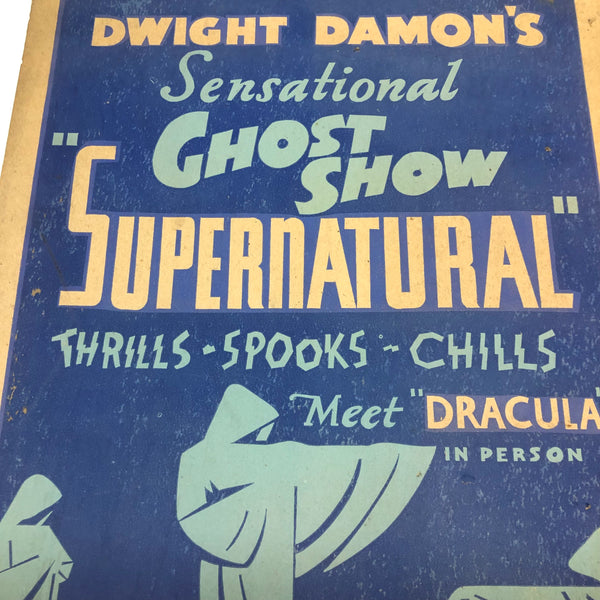 DWIGHT DAMON'S
Sensational
GHOST
SHOW
"SUPERNATURAL"
THRILLS - SPOOKS - CHILLS
Meet "DRACULA"
IN PERSON